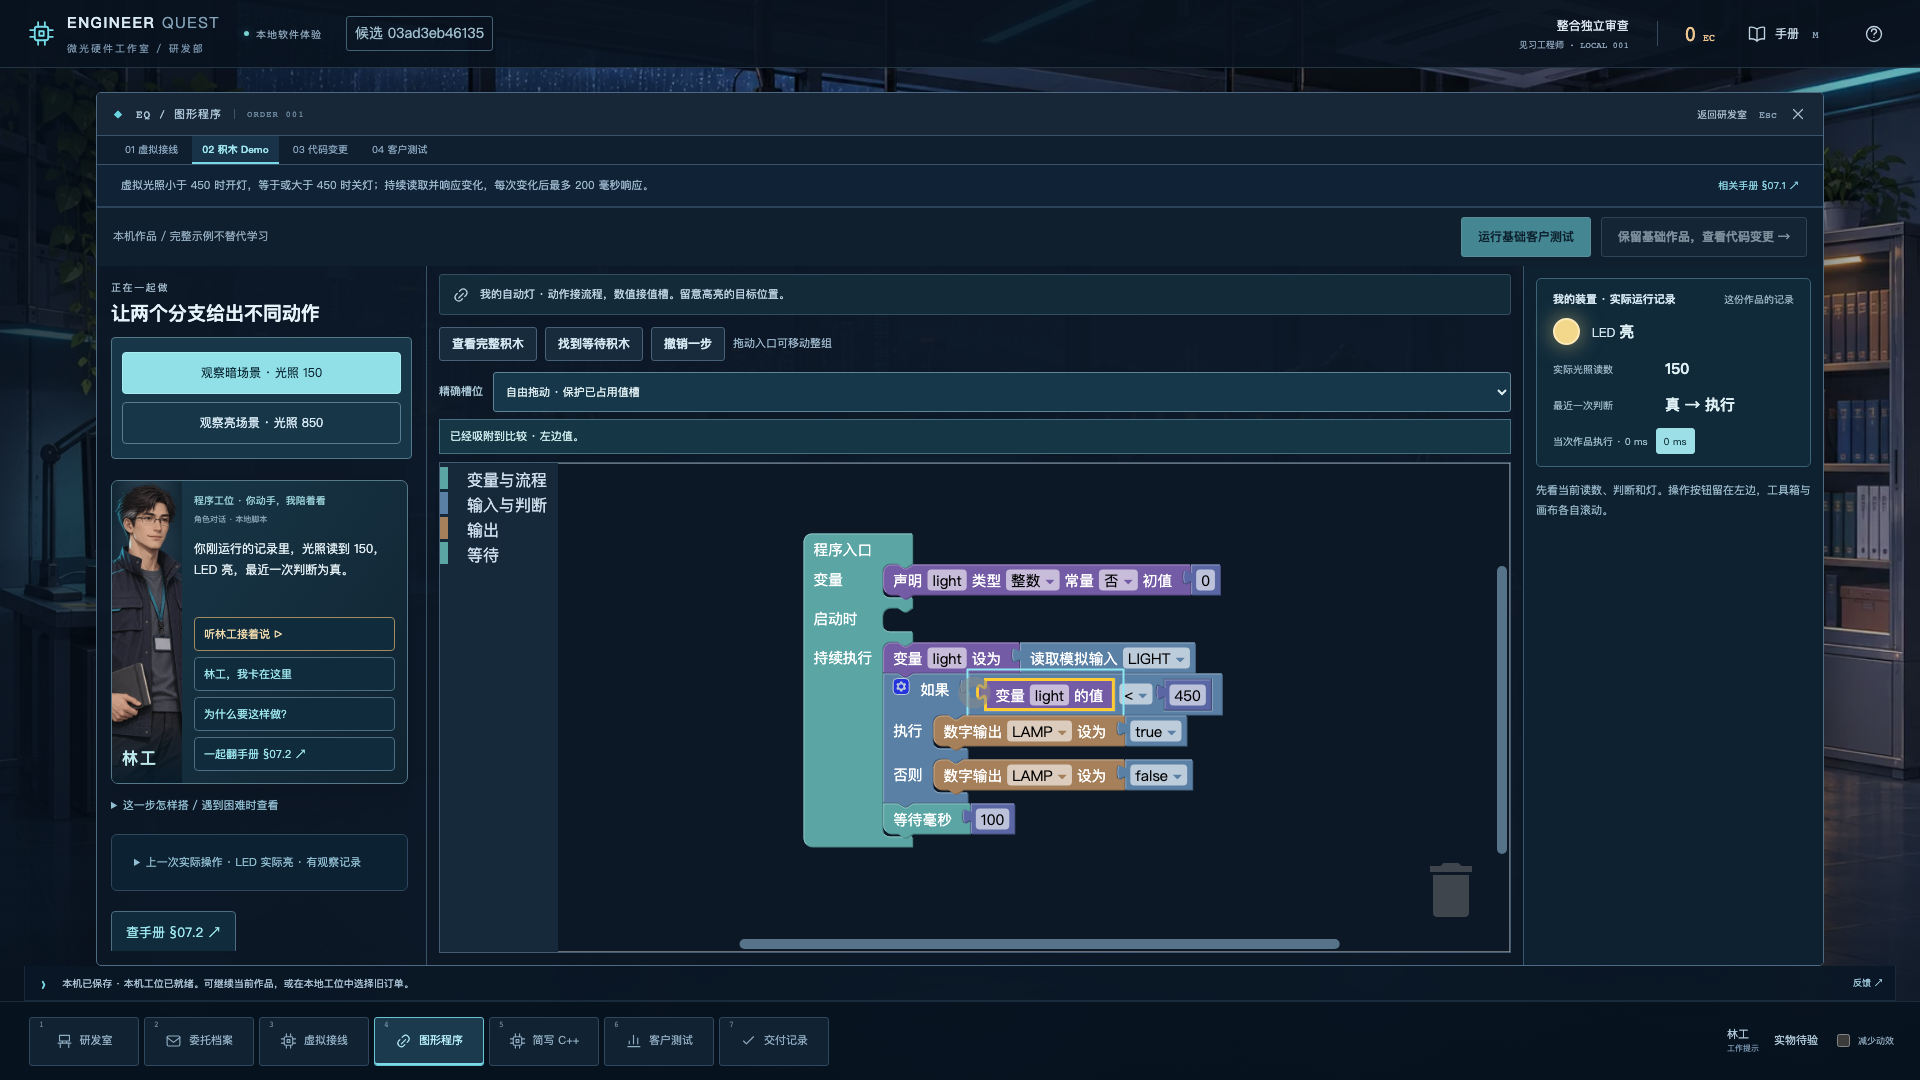 ENGINEER QUEST
微光硬件工作室 / 研发部
本地软件体验
候选 03ad3eb46135
整合独立审查
见习工程师 · LOCAL 001
0 EC
手册 M
EQ / 图形程序
ORDER 001
返回研发室 Esc
01 虚拟接线
02 积木 Demo
03 代码变更
04 客户测试
虚拟光照小于 450 时开灯，等于或大于 450 时关灯；持续读取并响应变化，每次变化后最多 200 毫秒响应。
相关手册 §07.1 ↗
本机作品 / 完整示例不替代学习
运行基础客户测试
保留基础作品，查看代码变更 →
正在一起做
让两个分支给出不同动作
观察暗场景 · 光照 150
观察亮场景 · 光照 850
程序工位 · 你动手，我陪着看
角色对话 · 本地脚本
你刚运行的记录里，光照读到 150，
LED 亮，最近一次判断为真。
听林工接着说 ▷
林工，我卡在这里
为什么要这样做?
一起翻手册 §07.2 ↗
林工
▶ 这一步怎样搭 / 遇到困难时查看
▶ 上一次实际操作 · LED 实际亮 · 有观察记录
查手册 §07.2 ↗
我的自动灯 · 动作接流程，数值接值槽。留意高亮的目标位置。
查看完整积木
找到等待积木
撤销一步
拖动入口可移动整组
精确槽位
自由拖动 · 保护已占用值槽
已经吸附到比较 · 左边值。
变量与流程
输入与判断
输出
等待
程序入口
变量
声明 light 类型 整数 常量 否 初值 0
启动时
持续执行
变量 light 设为 读取模拟输入 LIGHT
如果 变量 light 的值 < 450
执行 数字输出 LAMP 设为 true
否则 数字输出 LAMP 设为 false
等待毫秒 100
我的装置 · 实际运行记录
这份作品的记录
LED 亮
实际光照读数 150
最近一次判断 真 → 执行
当次作品执行 · 0 ms 0 ms
先看当前读数、判断和灯。操作按钮留在左边，工具箱与
画布各自滚动。
本机已保存 · 本机工位已就绪。可继续当前作品，或在本地工位中选择旧订单。
反馈 ↗
1 研发室
2 委托档案
3 虚拟接线
4 图形程序
5 简写 C++
6 客户测试
7 交付记录
林工
工作提示
实物待验
减少动效